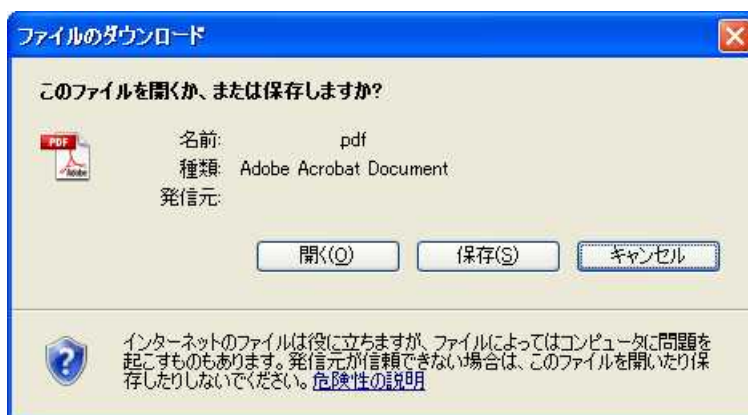 ファイルのダウンロード
このファイルを開くか、または保存しますか?
PDF
Adobe
名前: pdf
種類: Adobe Acrobat Document
発信元:
開く(O) 保存(S) キャンセル
インターネットのファイルは役に立ちますが、ファイルによってはコンピュータに問題を
起こすものもあります。発信元が信頼できない場合は、このファイルを開いたり保
存したりしないでください。危険性の説明